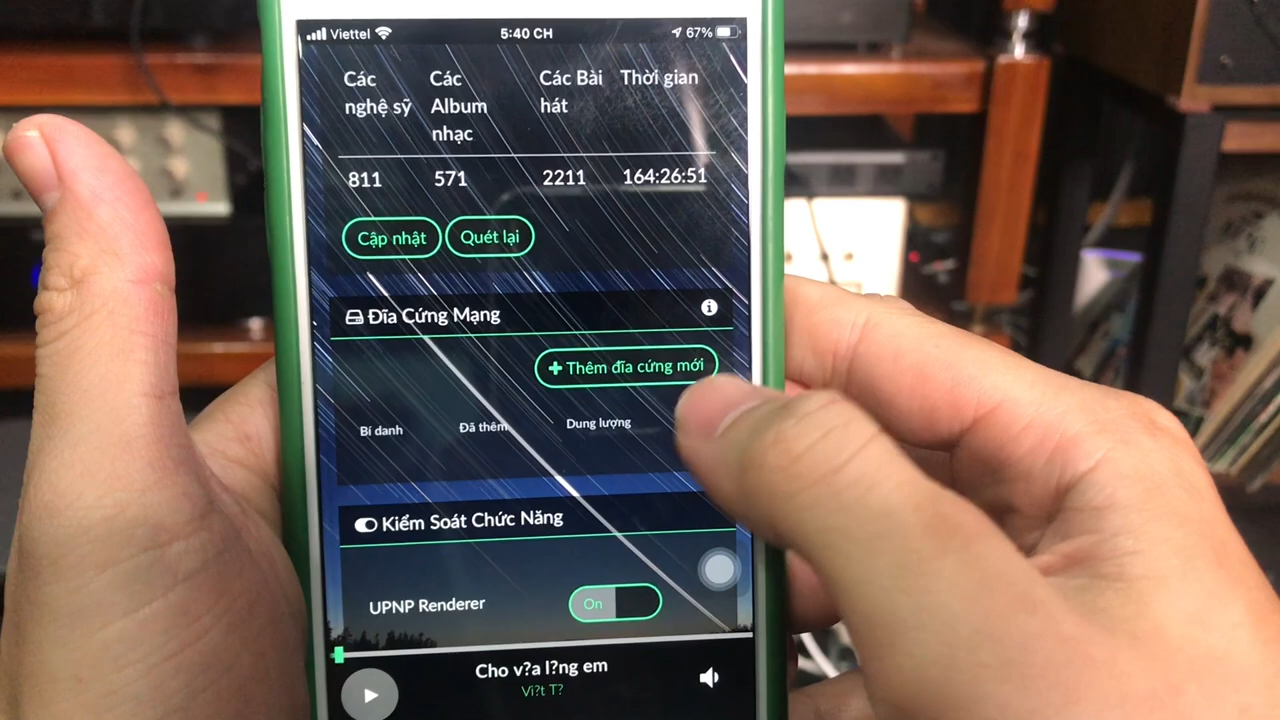 Viettel 5:40 CH 67%
Các nghệ sỹ
Các Album nhạc
Các Bài hát
Thời gian
811 571 2211 164:26:51
Cập nhật Quét lại
Đĩa Cứng Mạng
Thêm đĩa cứng mới
Bí danh Đã thêm Dung lượng
Kiểm Soát Chức Năng
UPNP Renderer On
Cho v?a l?ng em
Vi?t T?